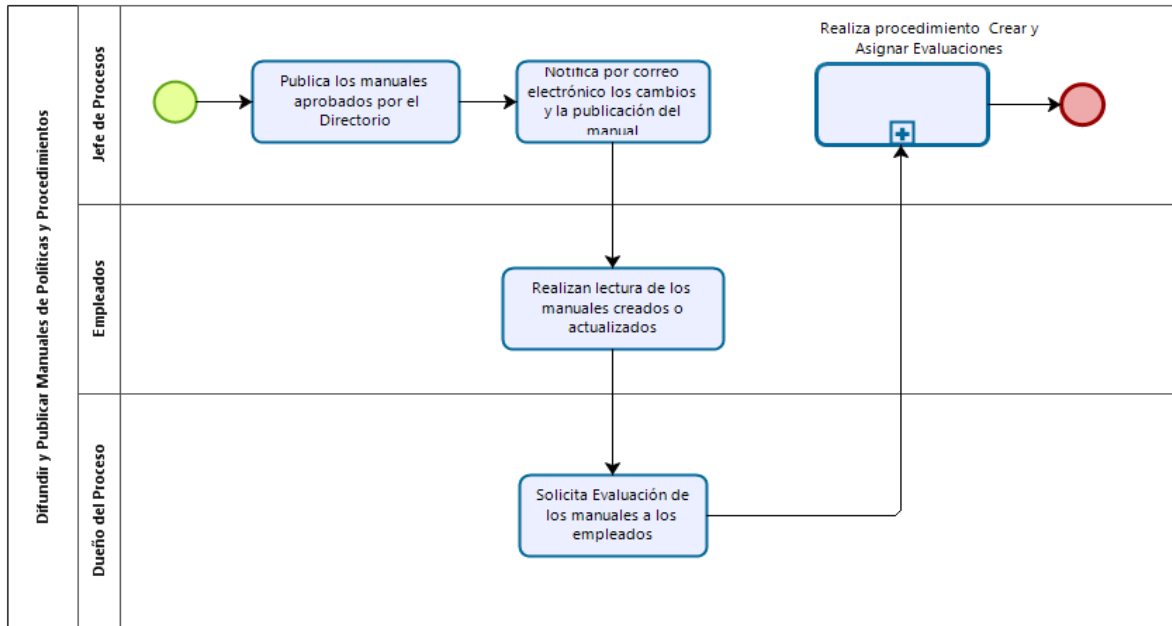 Difundir y Publicar Manuales de Políticas y Procedimientos
Jefe de Procesos
Publica los manuales
aprobados por el
Directorio
Notifica por correo
electrónico los cambios
y la publicación del
manual
Realiza procedimiento Crear y
Asignar Evaluaciones
Empleados
Realizan lectura de los
manuales creados o
actualizados
Dueño del Proceso
Solicita Evaluación de
los manuales a los
empleados